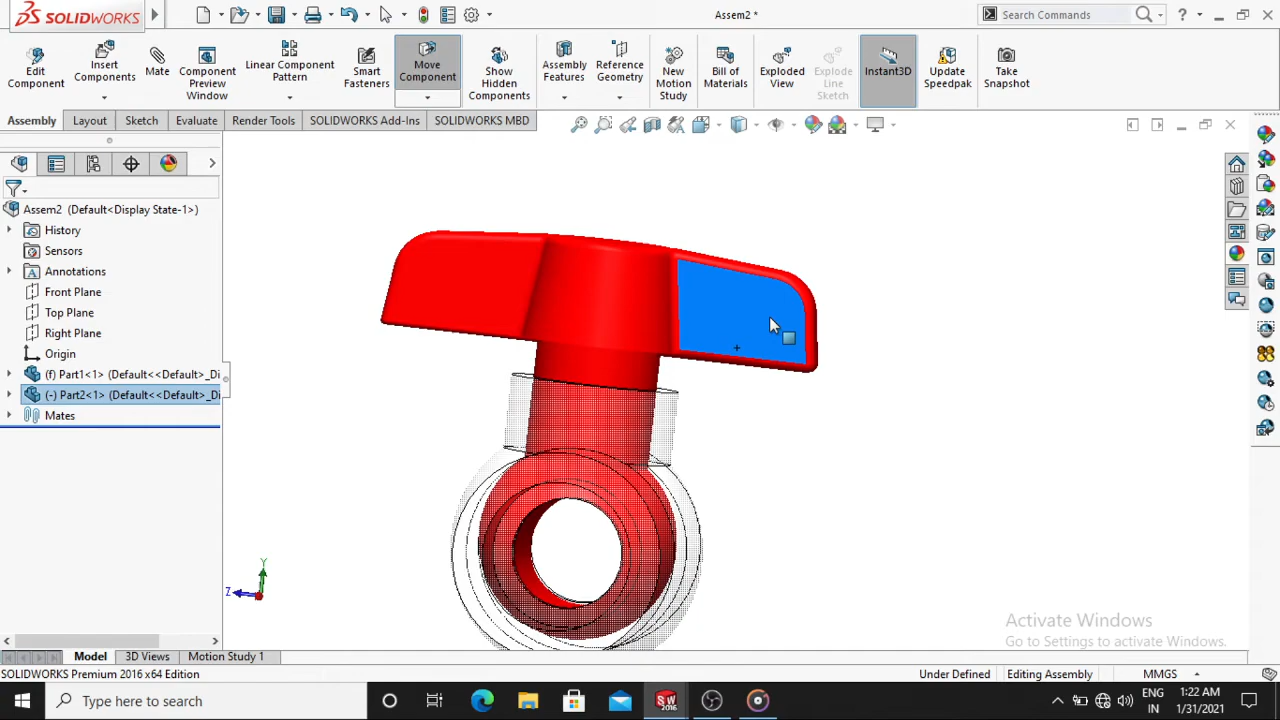 SOLIDWORKS
Assem2 *
Search Commands
?
Edit Component
Insert Components
Mate
Component Preview Window
Linear Component Pattern
Smart Fasteners
Move Component
Show Hidden Components
Assembly Features
Reference Geometry
New Motion Study
Bill of Materials
Exploded View
Explode Line Sketch
Instant3D
Update Speedpak
Take Snapshot
Assembly
Layout
Sketch
Evaluate
Render Tools
SOLIDWORKS Add-Ins
SOLIDWORKS MBD
Assem2 (Default<Display State-1>)
History
Sensors
Annotations
Front Plane
Top Plane
Right Plane
Origin
(f) Part1<1> (Default<<Default>_Di
(-) Part2<1> (Default<<Default>_Di
Mates
Y
Z
Activate Windows
Go to Settings to activate Windows.
Model
3D Views
Motion Study 1
SOLIDWORKS Premium 2016 x64 Edition
Under Defined
Editing Assembly
MMGS
Type here to search
SW
2016
ENG
IN
1:22 AM
1/31/2021